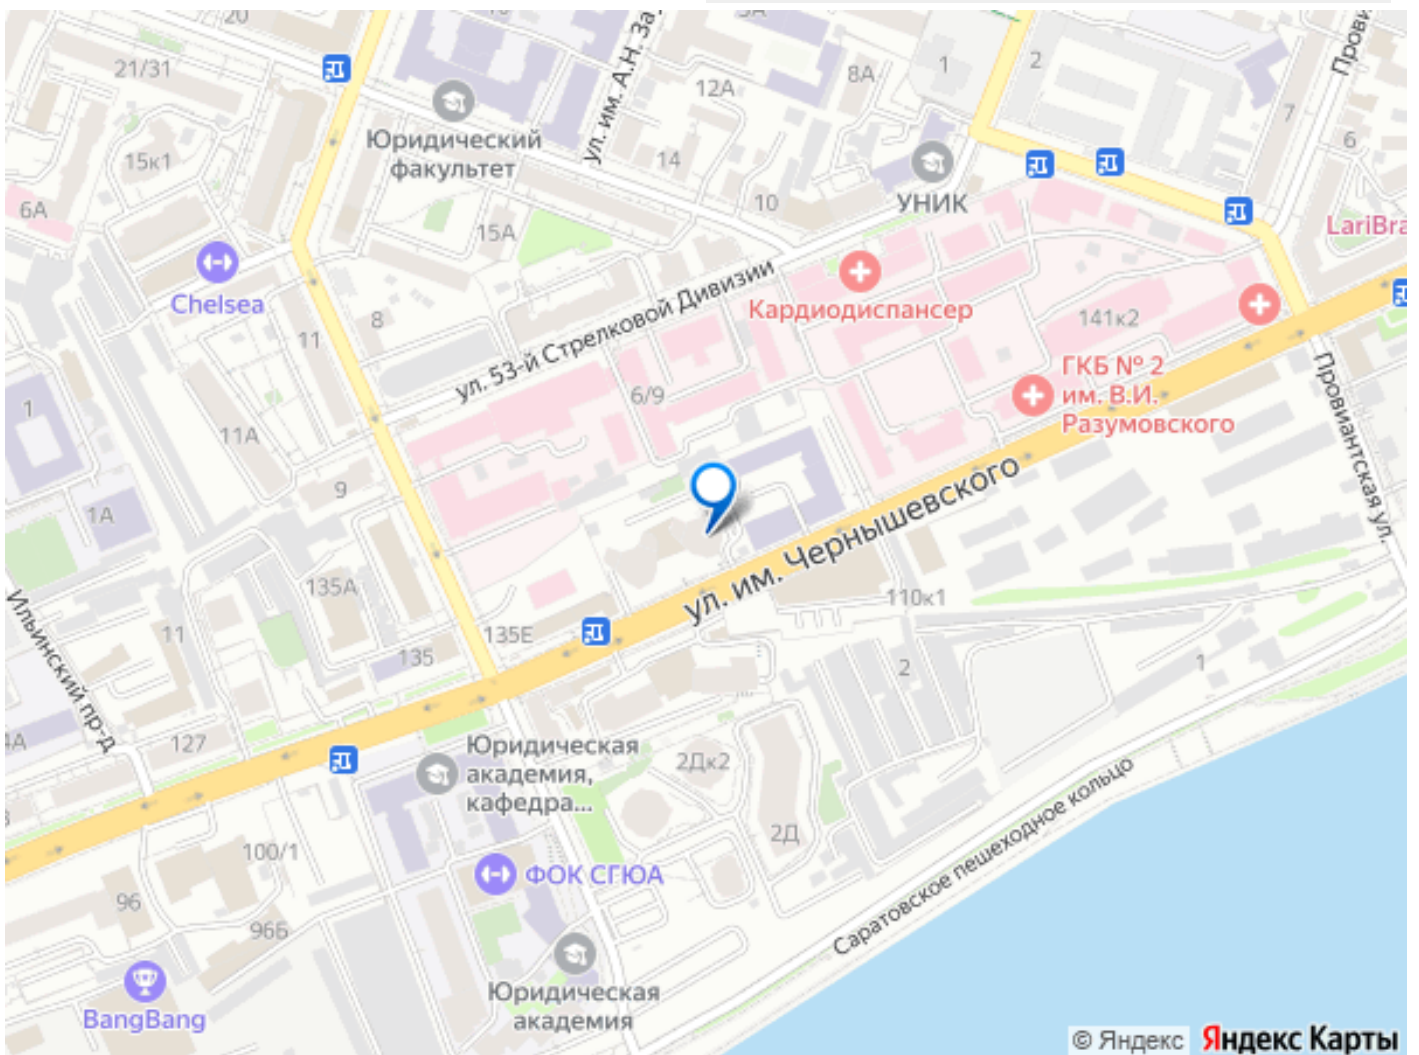 20
3А
21/31
ул. им. А.Н. За
12А
8А
1
2
Прови
7
6
Юридический
факультет
14
15к1
УНИК
10
6А
15А
LariBra
Chelsea
Кардиодиспансер
8
11
141к2
ул. 53-й Стрелковой Дивизии
6/9
ГКБ № 2
им. В.И.
Разумовского
Провиантская ул.
1
11А
9
1А
ул. им. Чернышевского
135А
110к1
Ильинский пр-д
11
135Е
135
2
1
4А
127
Юридическая
академия,
кафедра...
2Дк2
Саратовское пешеходное кольцо
3
2Д
100/1
ФОК СГЮА
96
96Б
Юридическая
академия
BangBang
© Яндекс Яндекс Карты